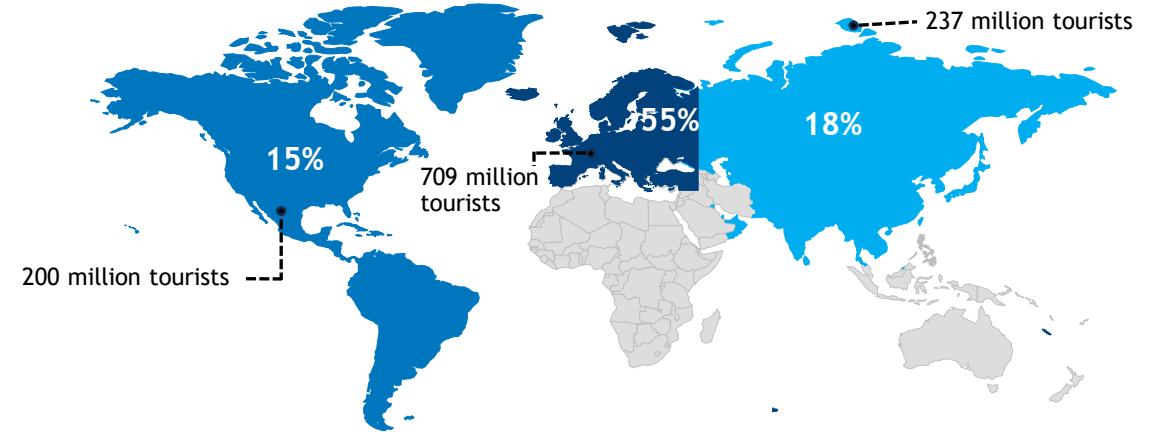 237 million tourists
55%
18%
15%
709 million
tourists
200 million tourists